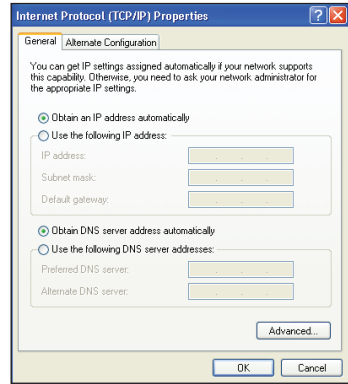 Internet Protocol (TCP/IP) Properties
General
Alternate Configuration
You can get IP settings assigned automatically if your network supports
this capability. Otherwise, you need to ask your network administrator for
the appropriate IP settings.
Obtain an IP address automatically
Use the following IP address:
IP address:
Subnet mask:
Default gateway:
Obtain DNS server address automatically
Use the following DNS server addresses:
Preferred DNS server:
Alternate DNS server:
Advanced...
OK
Cancel